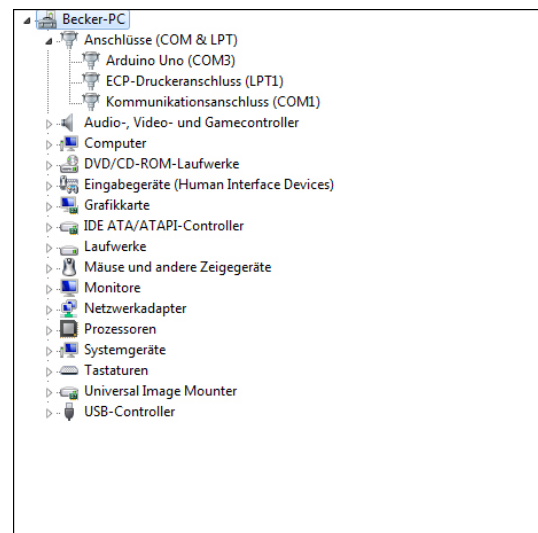 Becker-PC
Anschlüsse (COM & LPT)
Arduino Uno (COM3)
ECP-Druckeranschluss (LPT1)
Kommunikationsanschluss (COM1)
Audio-, Video- und Gamecontroller
Computer
DVD/CD-ROM-Laufwerke
Eingabegeräte (Human Interface Devices)
Grafikkarte
IDE ATA/ATAPI-Controller
Laufwerke
Mäuse und andere Zeigegeräte
Monitore
Netzwerkadapter
Prozessoren
Systemgeräte
Tastaturen
Universal Image Mounter
USB-Controller